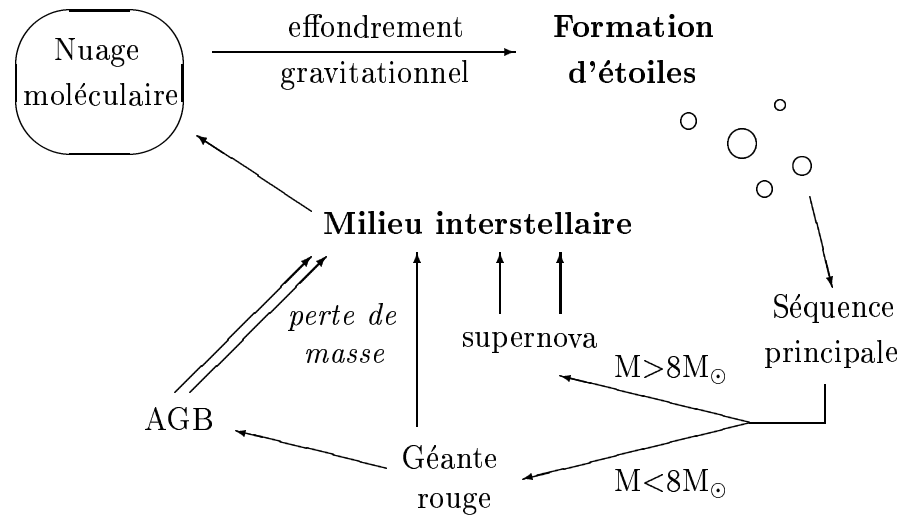 Nuage
moléculaire
effondrement
gravitationnel
Formation
d'étoiles
Milieu interstellaire
perte de
masse
supernova
Séquence
principale
M>8M☉
AGB
Géante
rouge
M<8M☉